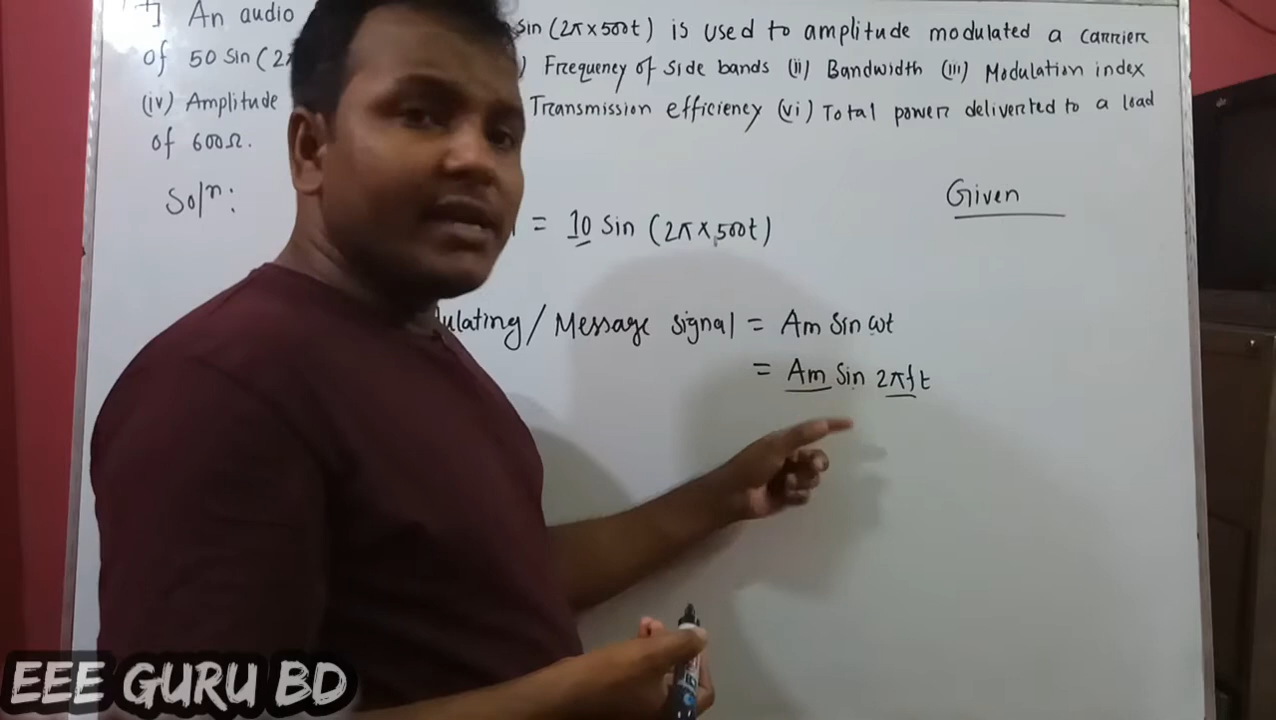 An audio sin (2π×500t) is used to amplitude modulated a carrier
of 50 sin (2π Frequency of side bands (ii) Bandwidth (iii) Modulation index
(iv) Amplitude Transmission efficiency (vi) Total power delivered to a load
of 600Ω.
Given
Solⁿ:
= 10 sin (2π×500t)
ulating/Message signal = Am Sin ωt
= Am Sin 2πft
EEE GURU BD